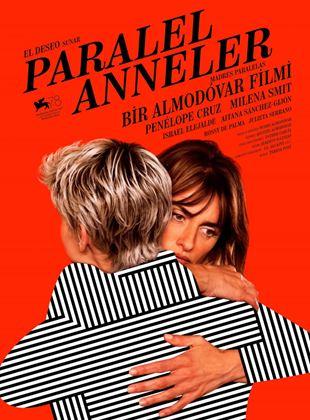 EL DESEO SUNAR
PARALEL
ANNELER
MADRES PARALELAS
78
BİR ALMODÓVAR FİLMİ
PENÉLOPE CRUZ MILENA SMIT
ISRAEL ELEJALDE AITANA SÁNCHEZ-GIJÓN
ROSSY DE PALMA JULIETA SERRANO